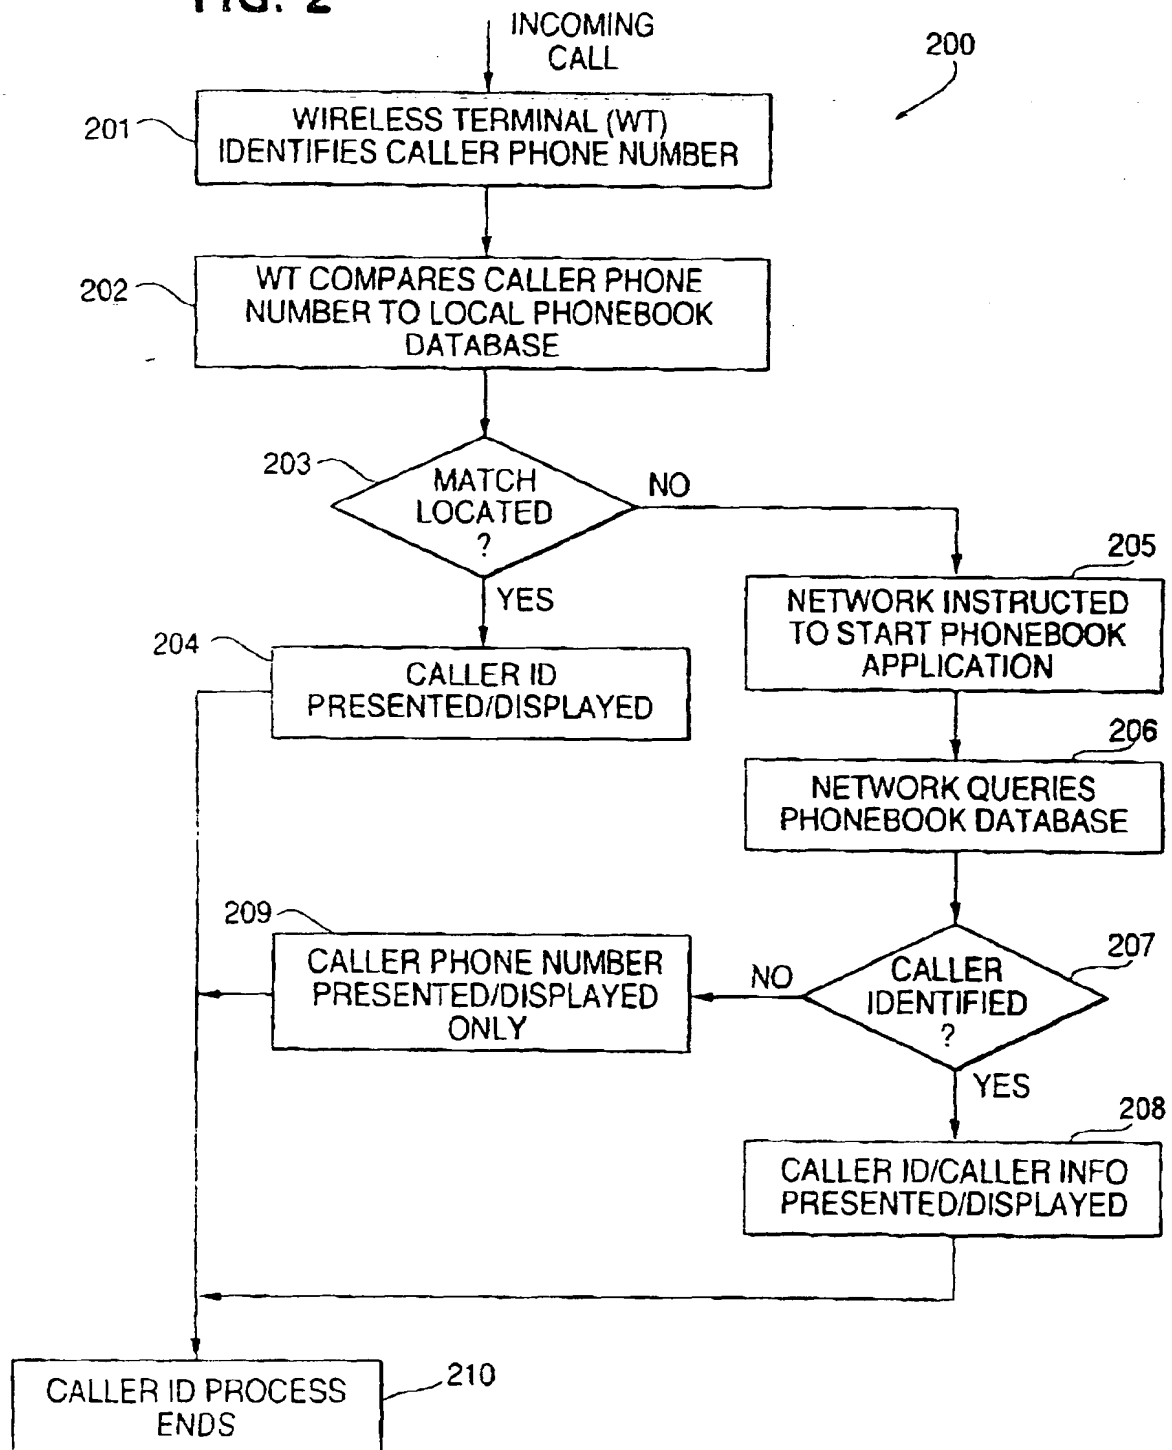 FIG. 2
INCOMING
CALL
200
201
WIRELESS TERMINAL (WT)
IDENTIFIES CALLER PHONE NUMBER
202
WT COMPARES CALLER PHONE
NUMBER TO LOCAL PHONEBOOK
DATABASE
203
MATCH
LOCATED
?
NO
YES
204
CALLER ID
PRESENTED/DISPLAYED
205
NETWORK INSTRUCTED
TO START PHONEBOOK
APPLICATION
206
NETWORK QUERIES
PHONEBOOK DATABASE
207
CALLER
IDENTIFIED
?
NO
YES
209
CALLER PHONE NUMBER
PRESENTED/DISPLAYED
ONLY
208
CALLER ID/CALLER INFO
PRESENTED/DISPLAYED
210
CALLER ID PROCESS
ENDS